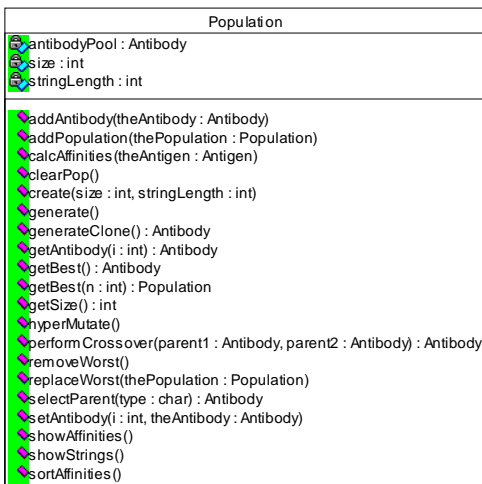 Population
antibodyPool : Antibody
size : int
stringLength : int
addAntibody(theAntibody : Antibody)
addPopulation(thePopulation : Population)
calcAffinities(theAntigen : Antigen)
clearPop()
create(size : int, stringLength : int)
generate()
generateClone() : Antibody
getAntibody(i : int) : Antibody
getBest() : Antibody
getBest(n : int) : Population
getSize() : int
hyperMutate()
performCrossover(parent1 : Antibody, parent2 : Antibody) : Antibody
removeWorst()
replaceWorst(thePopulation : Population)
selectParent(type : char) : Antibody
setAntibody(i : int, theAntibody : Antibody)
showAffinities()
showStrings()
sortAffinities()